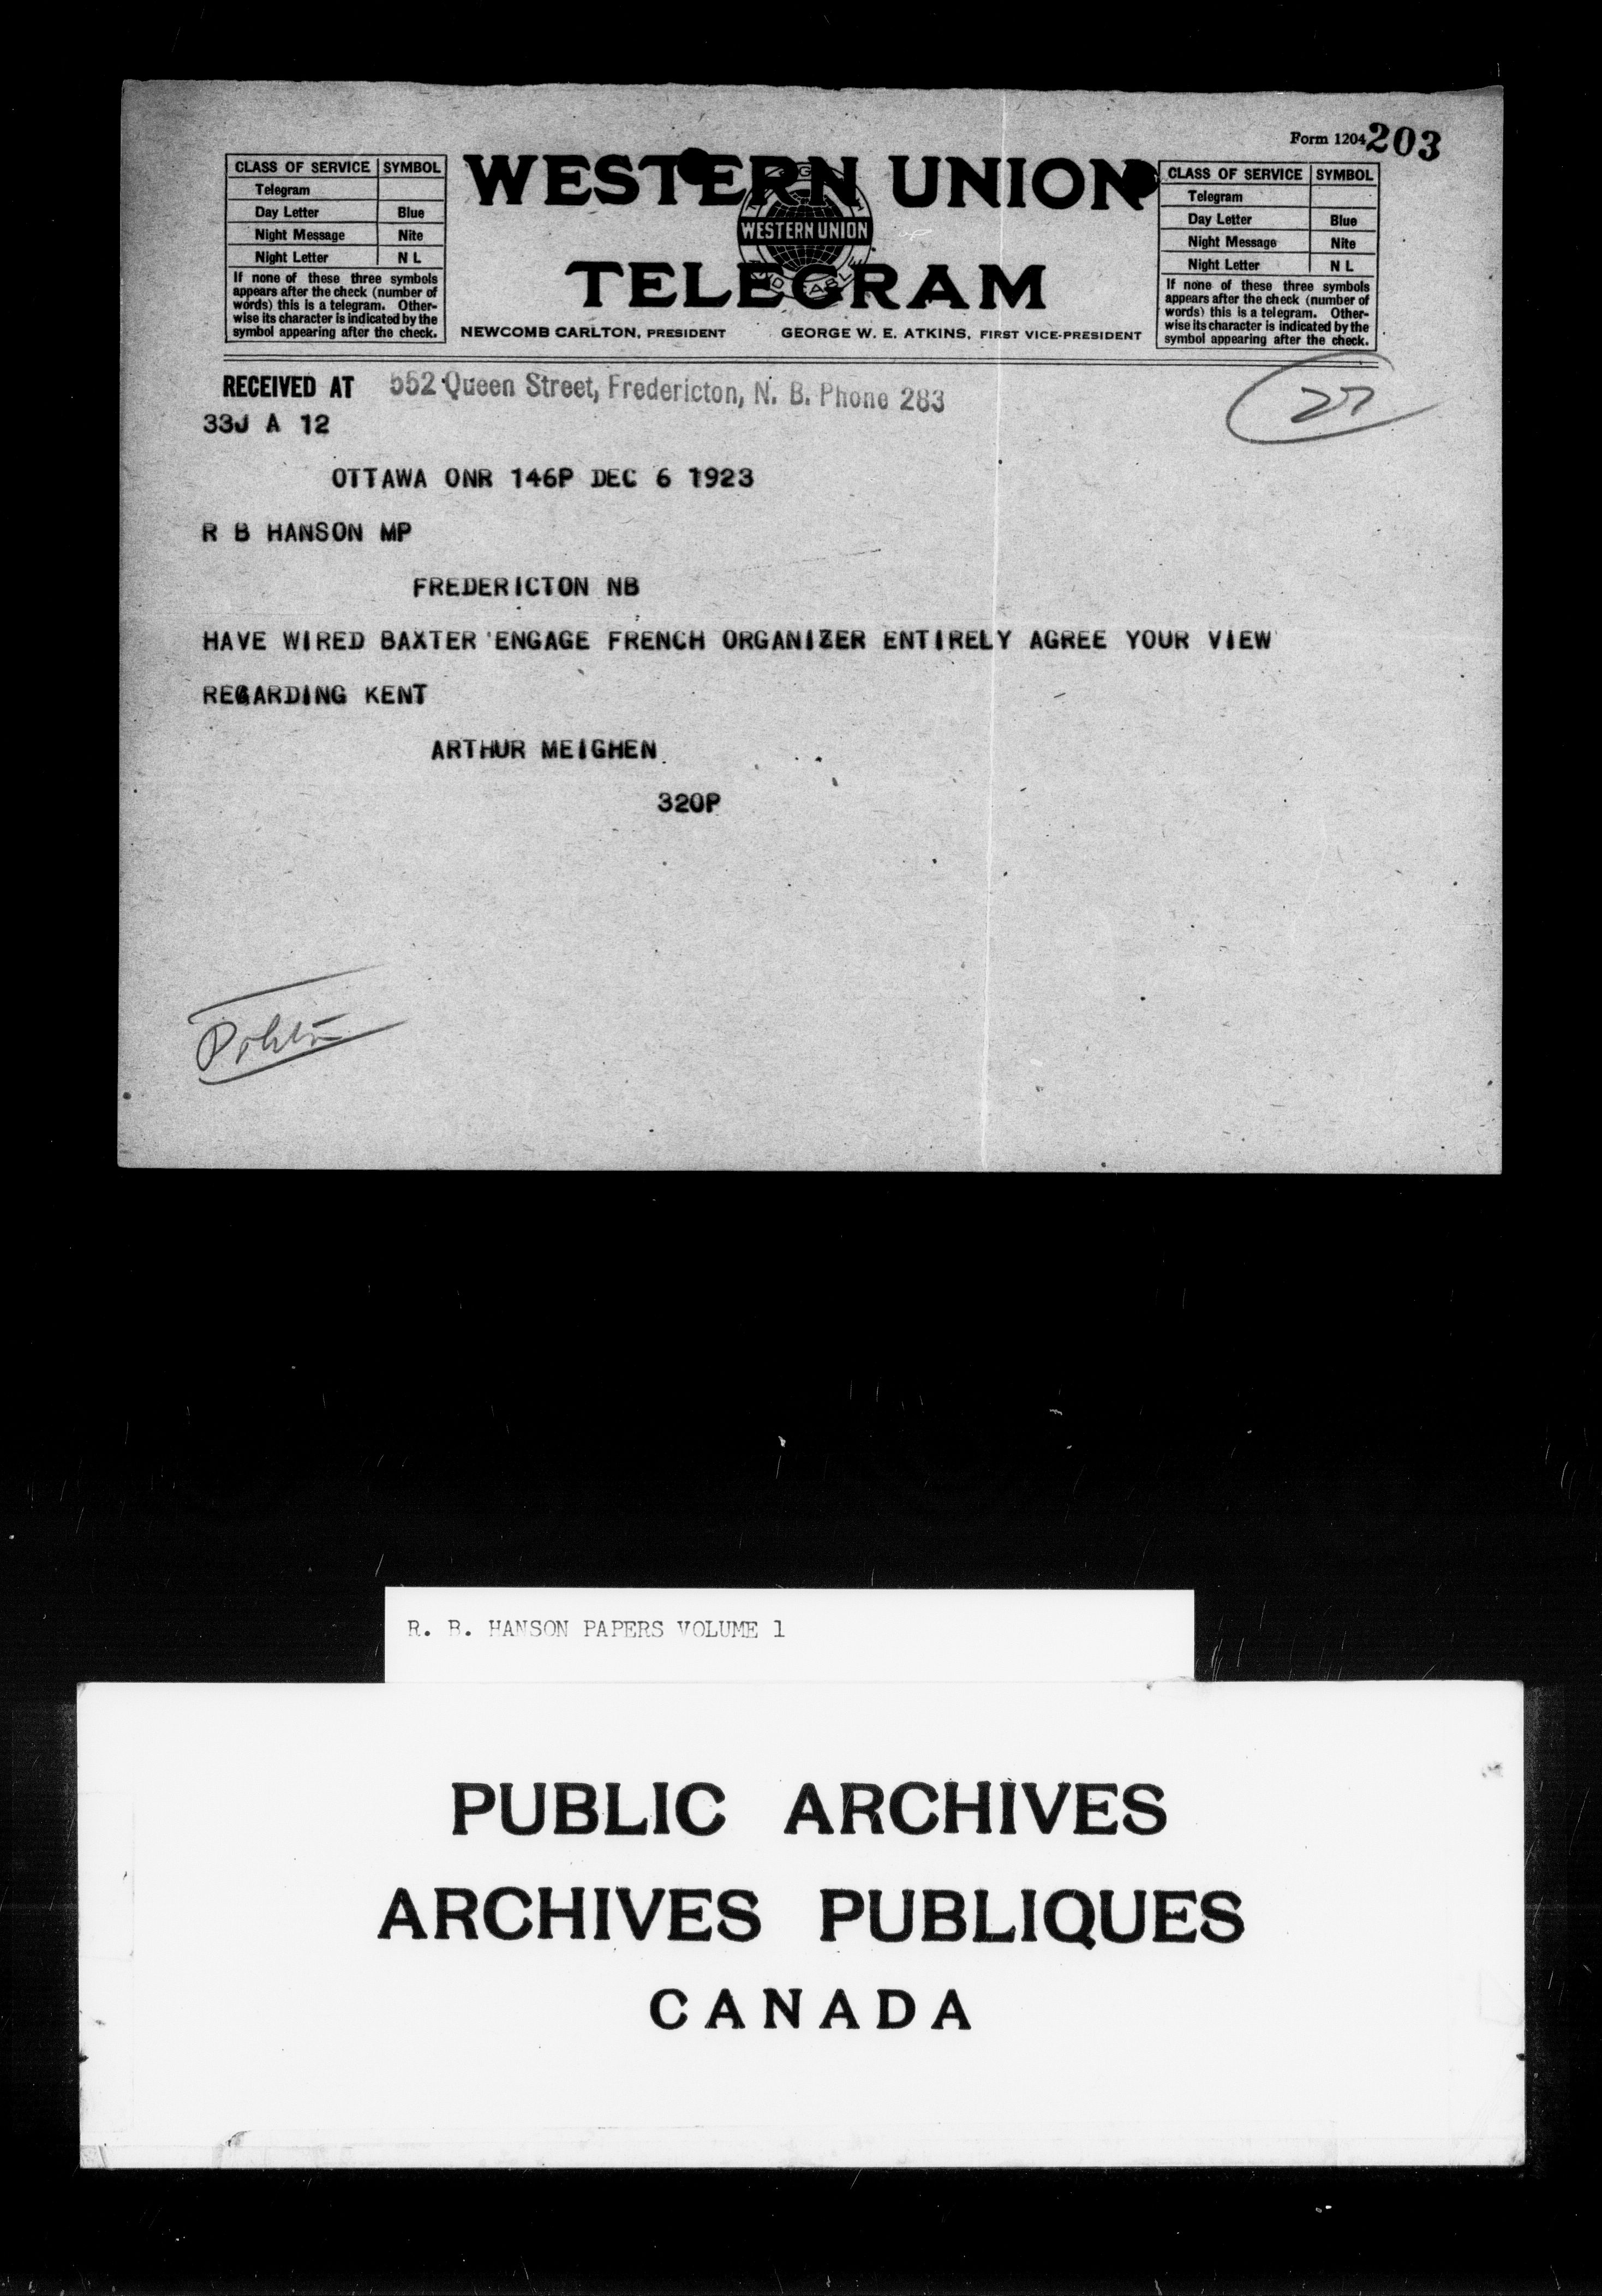 Form 1204 203
CLASS OF SERVICE SYMBOL
Telegram
Day Letter Blue
Night Message Nite
Night Letter N L
If none of these three symbols
appears after the check (number of
words) this is a telegram. Other-
wise its character is indicated by the
symbol appearing after the check.
WESTERN UNION
WESTERN UNION
TELEGRAM
NEWCOMB CARLTON, PRESIDENT GEORGE W. E. ATKINS, FIRST VICE-PRESIDENT
CLASS OF SERVICE SYMBOL
Telegram
Day Letter Blue
Night Message Nite
Night Letter N L
If none of these three symbols
appears after the check (number of
words) this is a telegram. Other-
wise its character is indicated by the
symbol appearing after the check.
RECEIVED AT 552 Queen Street, Fredericton, N. B. Phone 283
27
33J A 12
OTTAWA ONR 146P DEC 6 1923
R B HANSON MP
FREDERICTON NB
HAVE WIRED BAXTER ENGAGE FRENCH ORGANIZER ENTIRELY AGREE YOUR VIEW
REGARDING KENT
ARTHUR MEIGHEN
320P
R. B. HANSON PAPERS VOLUME 1
PUBLIC ARCHIVES
ARCHIVES PUBLIQUES
CANADA